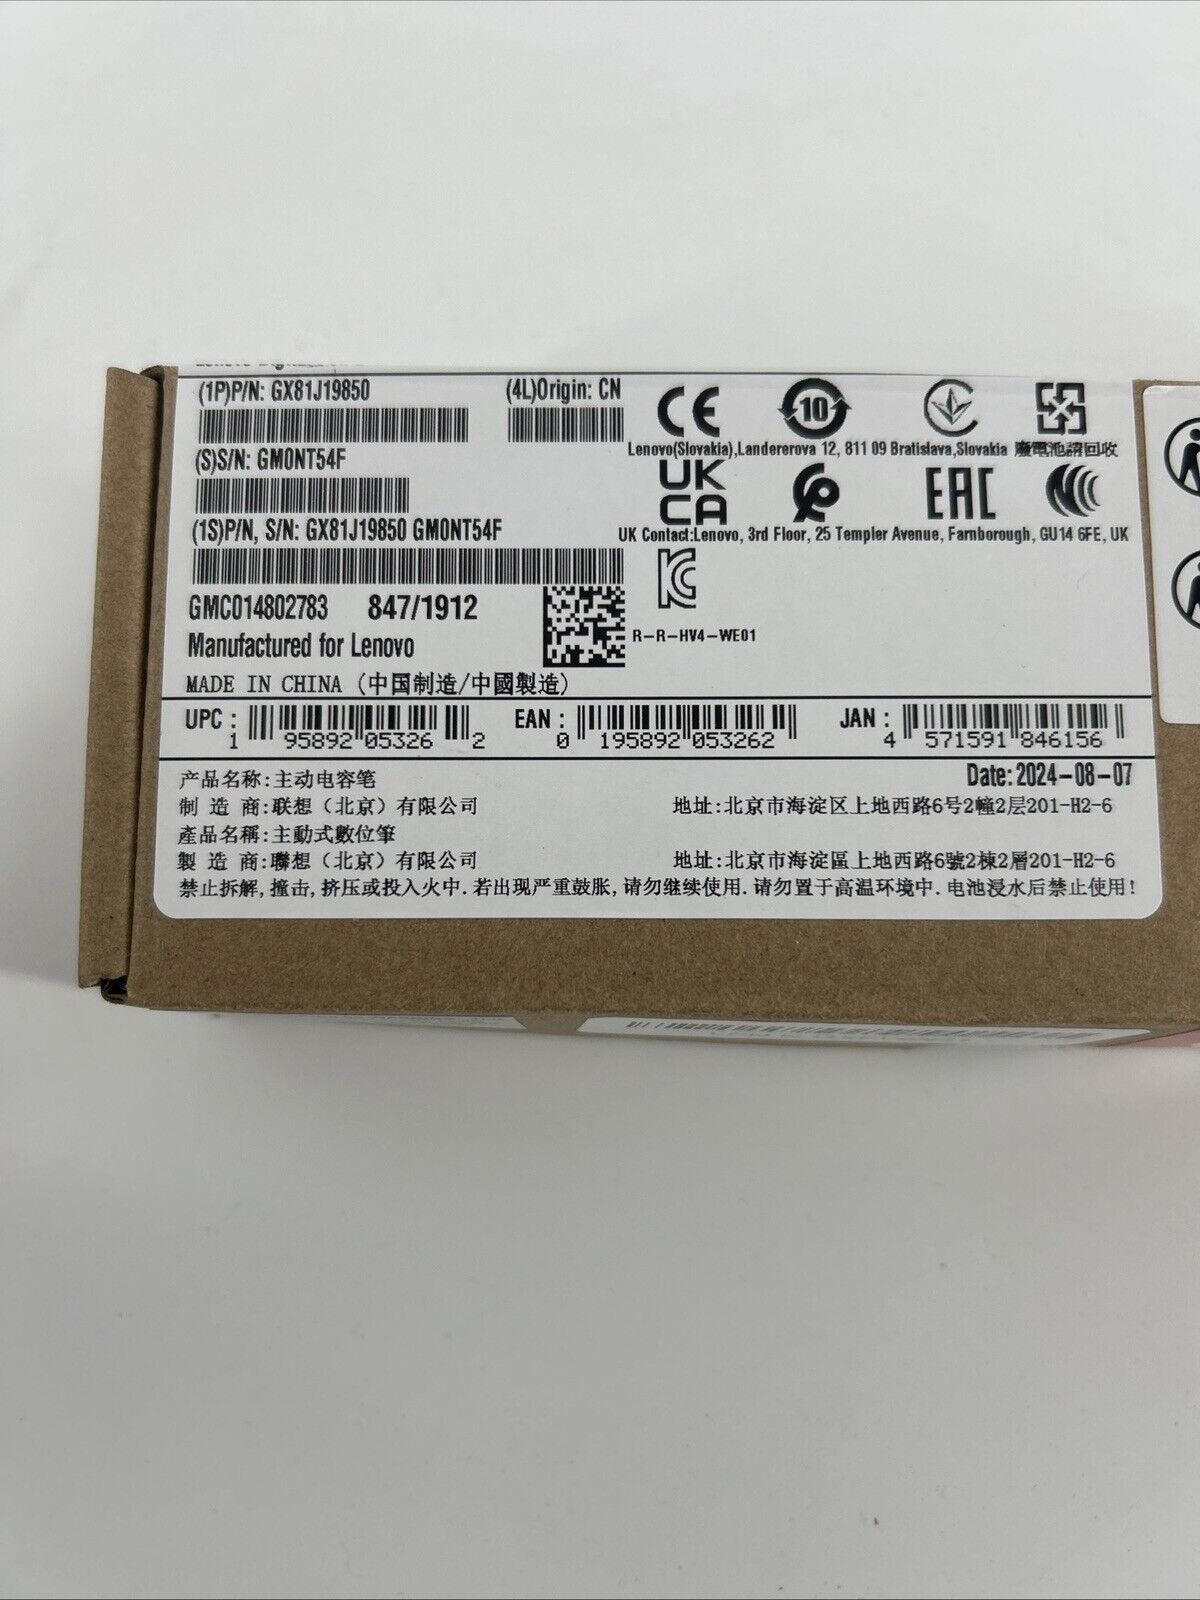 (1P)P/N: GX81J19850
(4L)Origin: CN
(S)S/N: GM0NT54F
(1S)P/N, S/N: GX81J19850 GM0NT54F
GMC014802783 847/1912
Manufactured for Lenovo
MADE IN CHINA (中国制造/中國製造)
CE
10
Lenovo(Slovakia),Landererova 12, 811 09 Bratislava,Slovakia 廢電池請回收
UK
CA
EAC
UK Contact:Lenovo, 3rd Floor, 25 Templer Avenue, Farnborough, GU14 6FE, UK
R-R-HV4-WE01
UPC : 1 95892 05326 2
EAN : 0 195892 053262
JAN : 4 571591 846156
Date: 2024-08-07
产品名称:主动电容笔
制 造 商:联想（北京）有限公司 地址:北京市海淀区上地西路6号2幢2层201-H2-6
產品名稱:主動式數位筆
製 造 商:聯想（北京）有限公司 地址:北京市海淀區上地西路6號2棟2層201-H2-6
禁止拆解,撞击,挤压或投入火中.若出现严重鼓胀,请勿继续使用.请勿置于高温环境中.电池浸水后禁止使用!